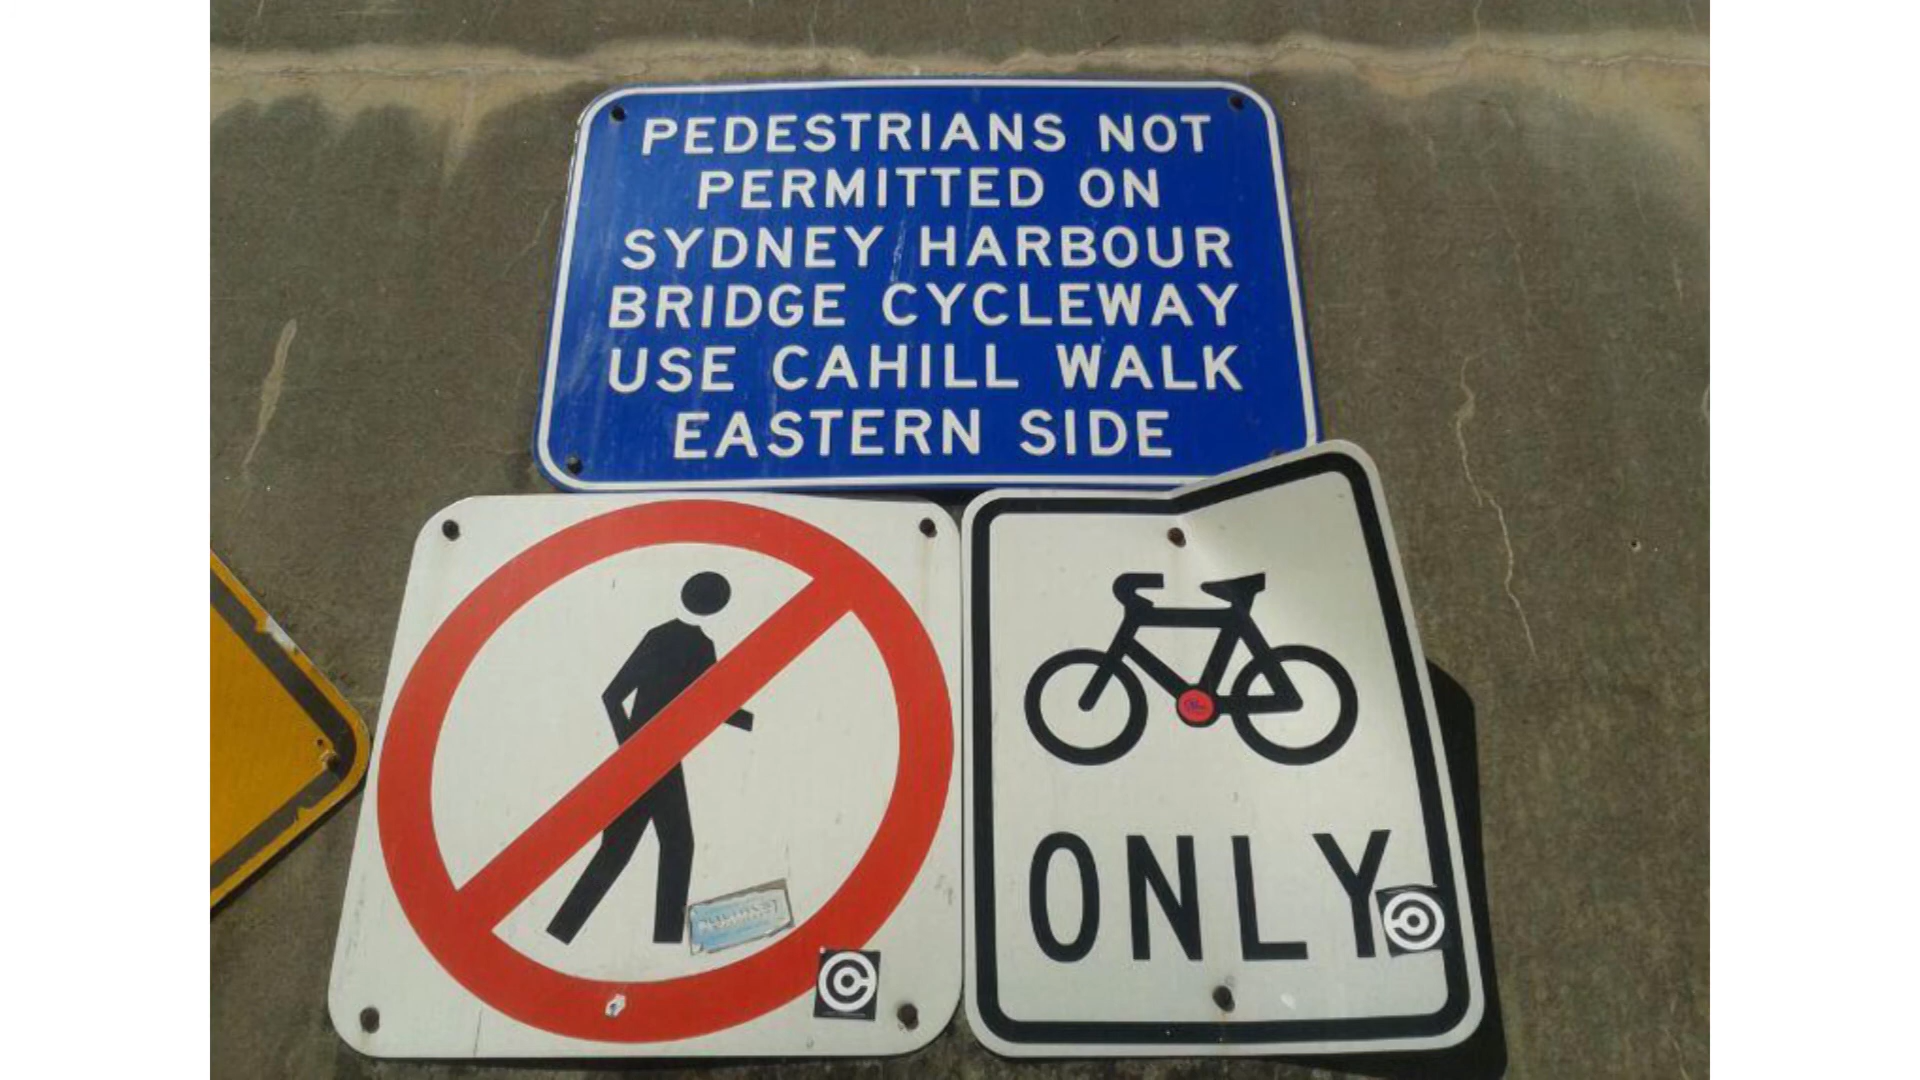 PEDESTRIANS NOT
PERMITTED ON
SYDNEY HARBOUR
BRIDGE CYCLEWAY
USE CAHILL WALK
EASTERN SIDE
ONLY